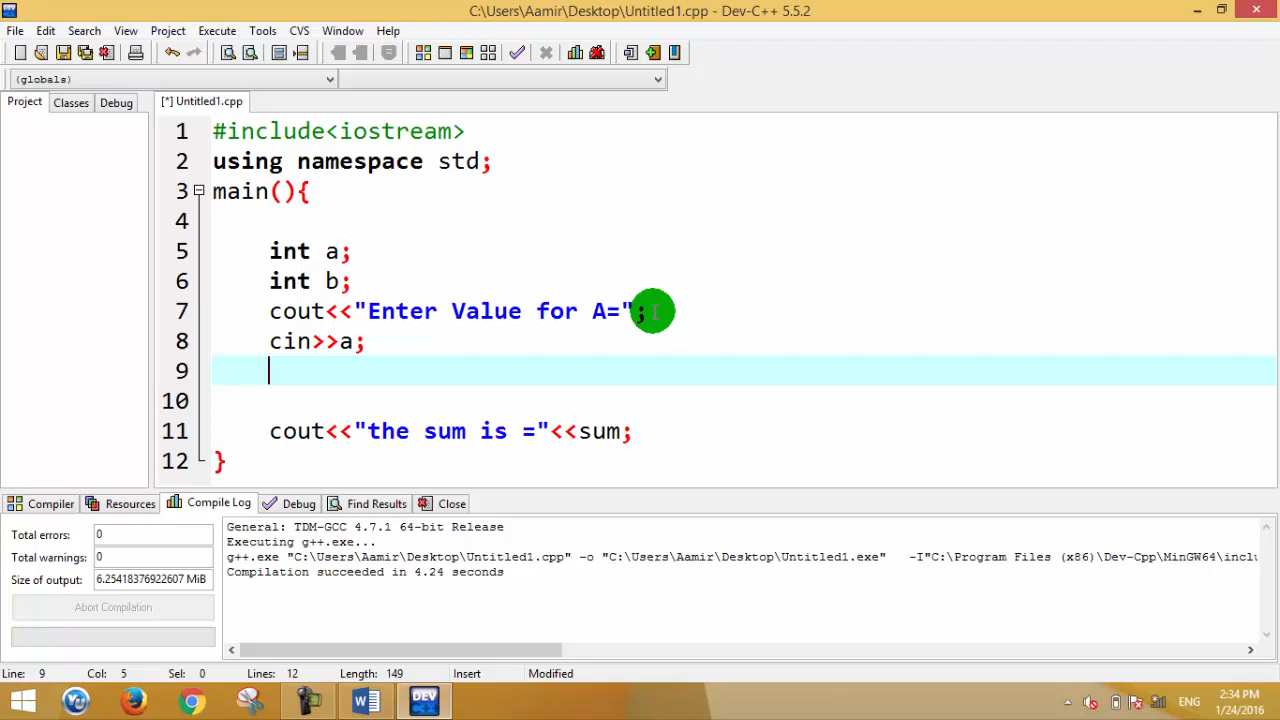 C:\Users\Aamir\Desktop\Untitled1.cpp - Dev-C++ 5.5.2
File Edit Search View Project Execute Tools CVS Window Help
(globals)
Project Classes Debug [*] Untitled1.cpp
1 #include<iostream>
2 using namespace std;
3 main(){
4
5 int a;
6 int b;
7 cout<<"Enter Value for A=";
8 cin>>a;
9
10
11 cout<<"the sum is ="<<sum;
12 }
Compiler Resources Compile Log Debug Find Results Close
Total errors: 0
Total warnings: 0
Size of output: 6.25418376922607 MiB
Abort Compilation
General: TDM-GCC 4.7.1 64-bit Release
Executing g++.exe...
g++.exe "C:\Users\Aamir\Desktop\Untitled1.cpp" -o "C:\Users\Aamir\Desktop\Untitled1.exe" -I"C:\Program Files (x86)\Dev-Cpp\MinGW64\inclu
Compilation succeeded in 4.24 seconds
Line: 9 Col: 5 Sel: 0 Lines: 12 Length: 149 Insert Modified
W DEV ENG 2:34 PM
1/24/2016